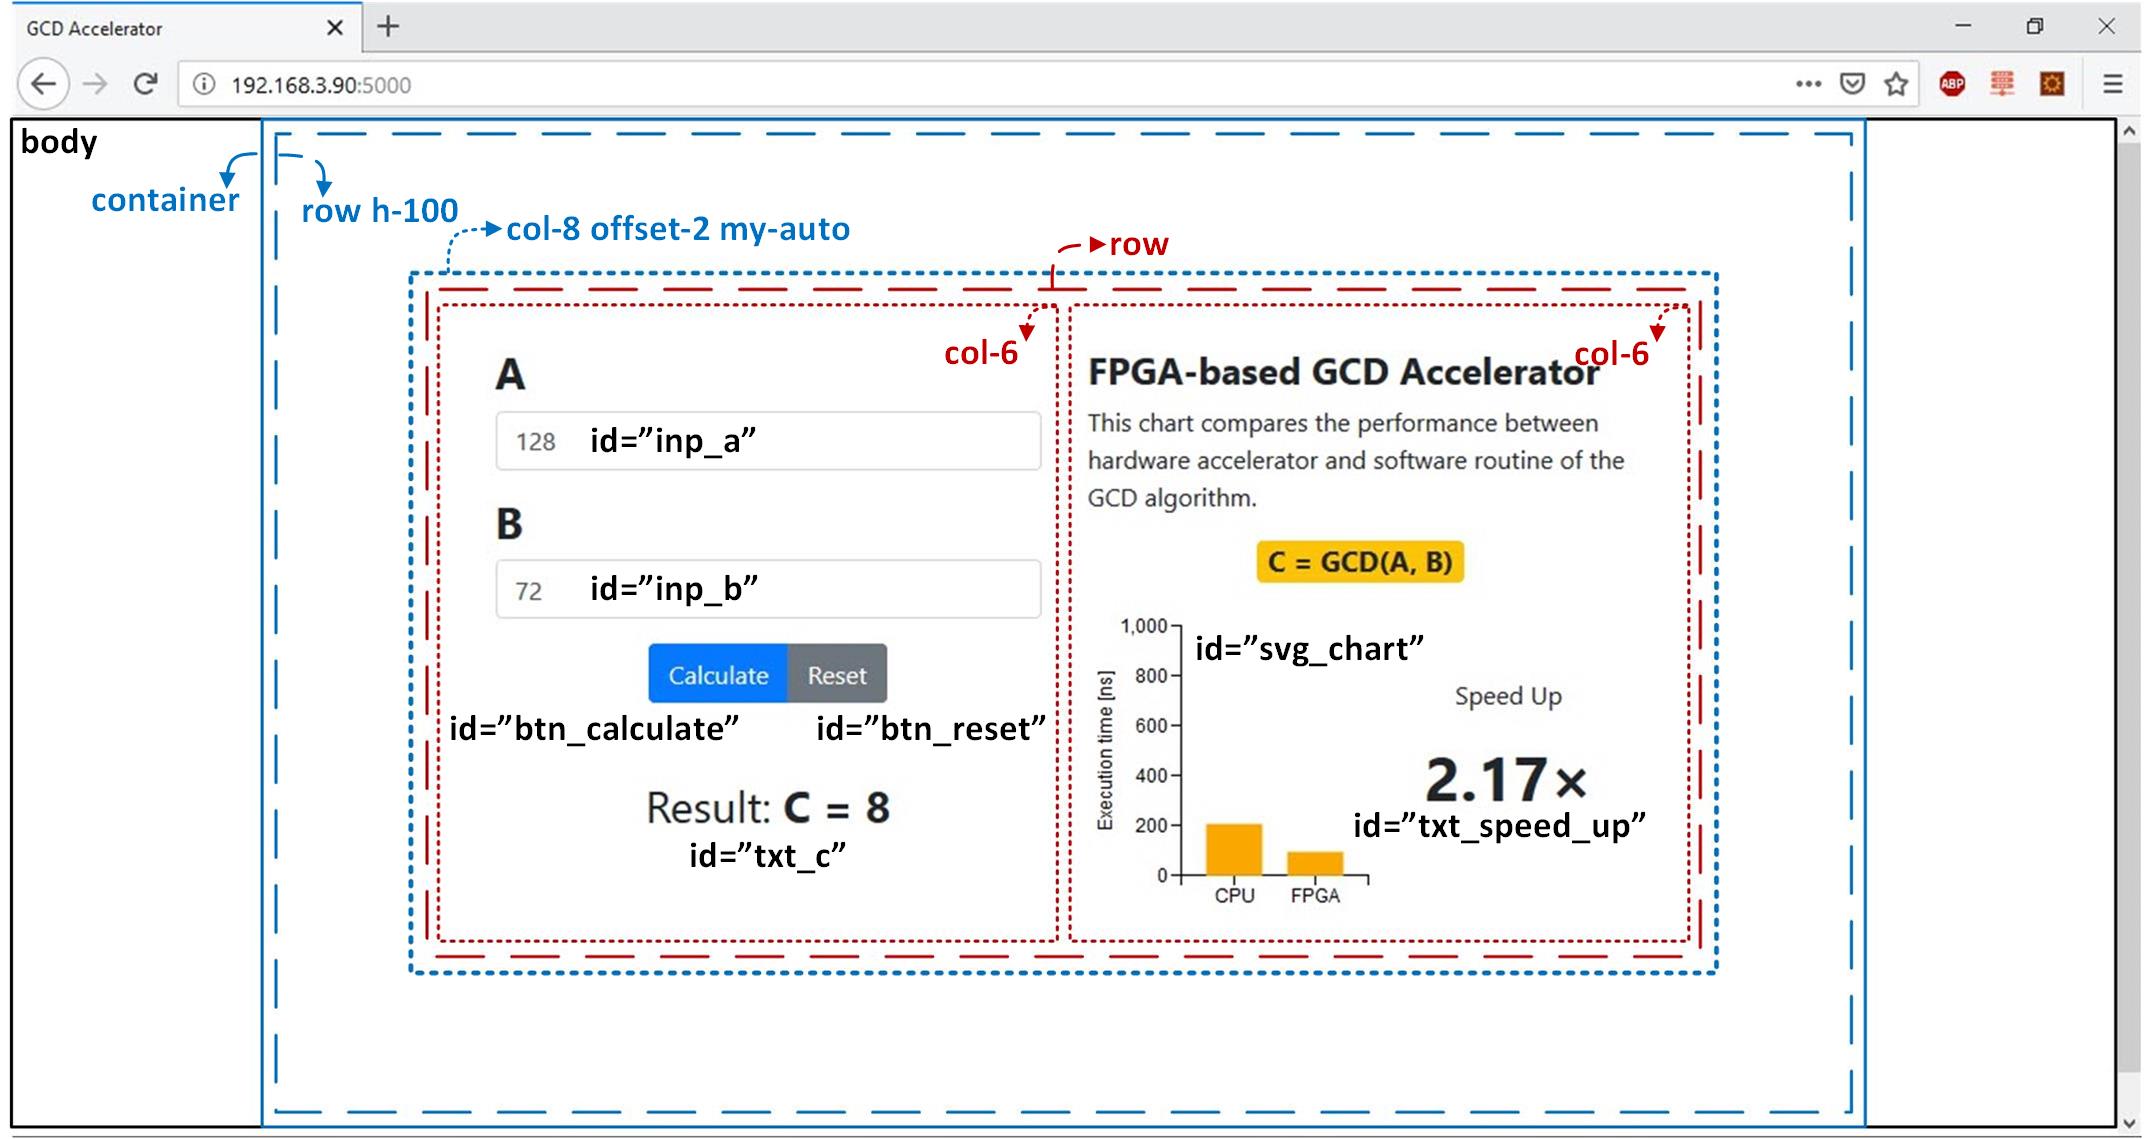 GCD Accelerator
192.168.3.90:5000
ABP
body
container
row h-100
col-8 offset-2 my-auto
row
col-6
col-6
A
128 id=”inp_a”
B
72 id=”inp_b”
Calculate Reset
id=”btn_calculate” id=”btn_reset”
Result: C = 8
id=”txt_c”
FPGA-based GCD Accelerator
This chart compares the performance between
hardware accelerator and software routine of the
GCD algorithm.
C = GCD(A, B)
id=”svg_chart”
Execution time [ns]
1,000
800
600
400
200
0
CPU FPGA
Speed Up
2.17×
id=”txt_speed_up”